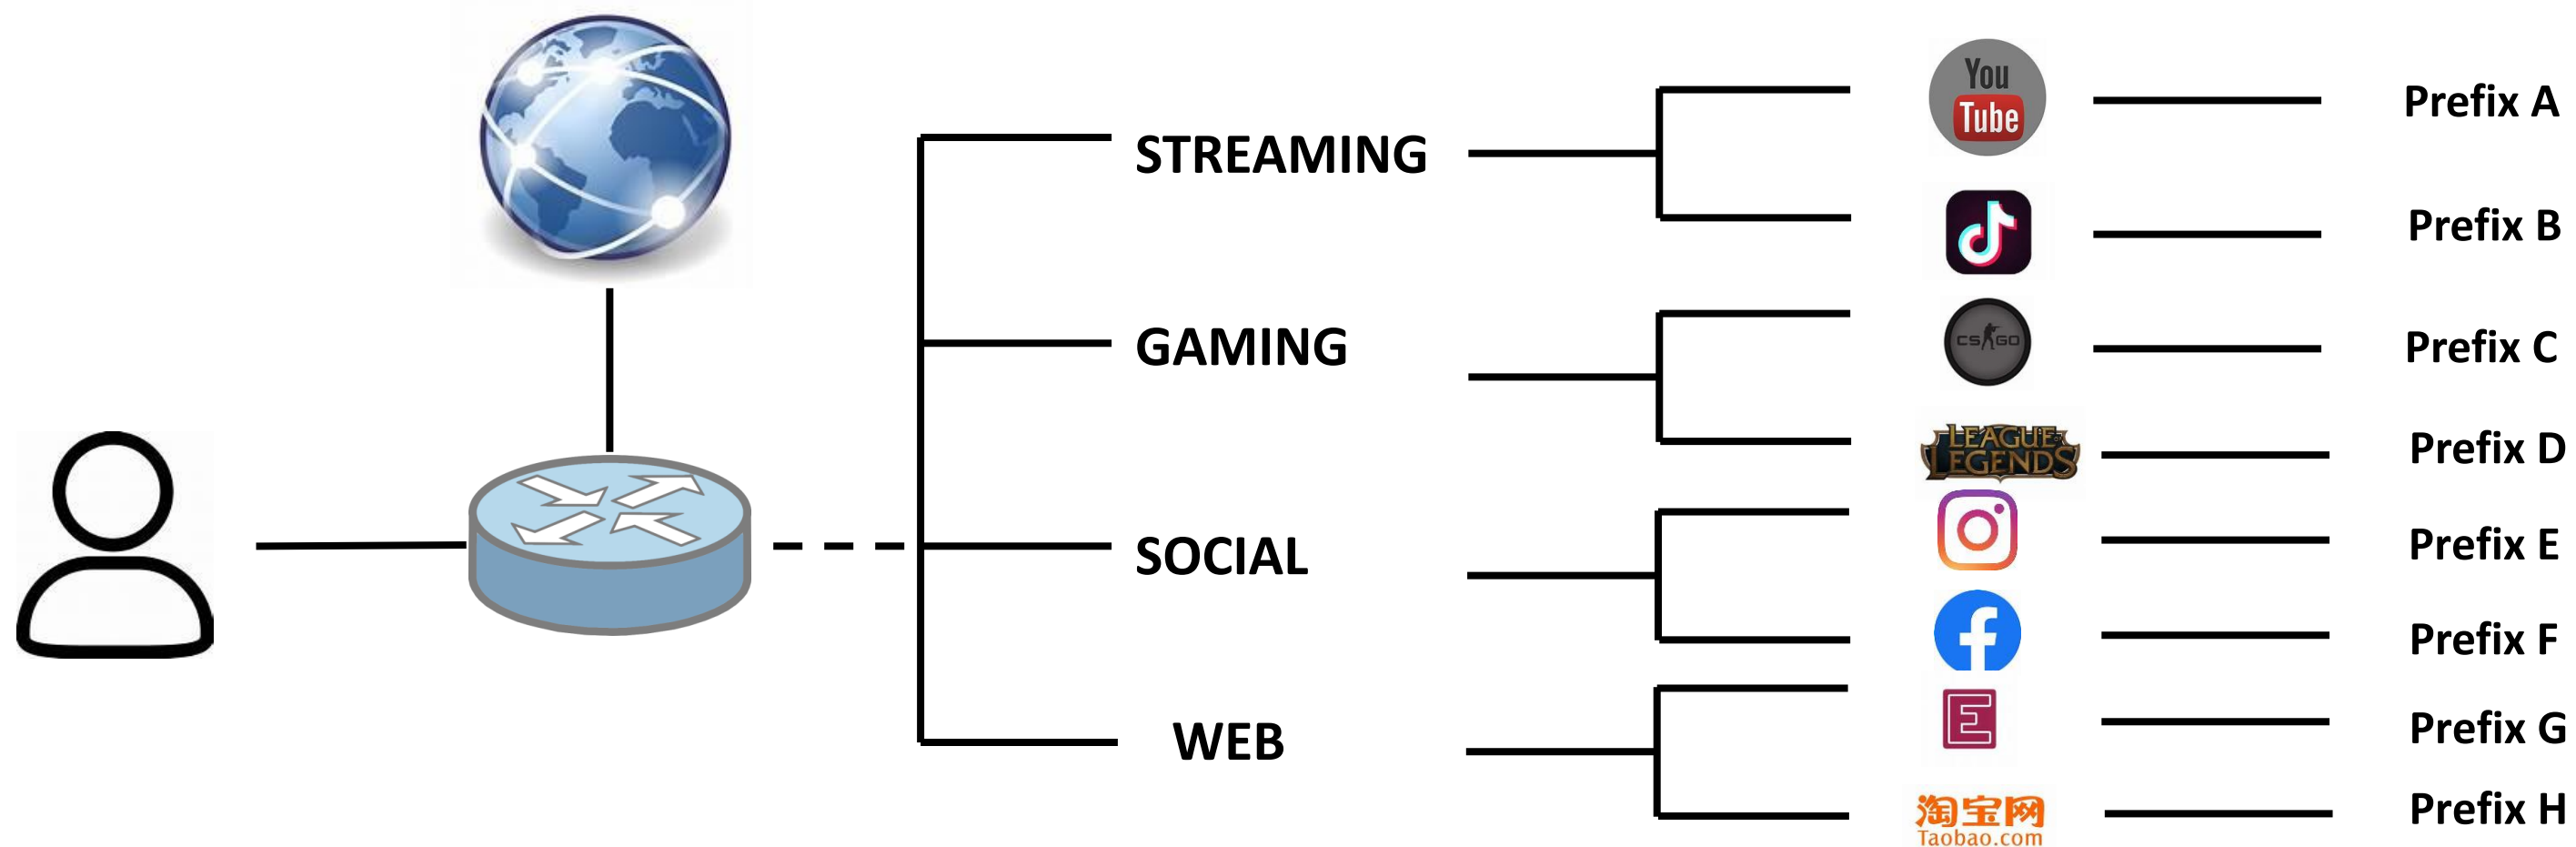 You
Tube
Prefix A
STREAMING
Prefix B
GAMING
CS GO
Prefix C
LEAGUE
LEGENDS
Prefix D
SOCIAL
Prefix E
f
Prefix F
WEB
E
Prefix G
淘宝网
Taobao.com
Prefix H